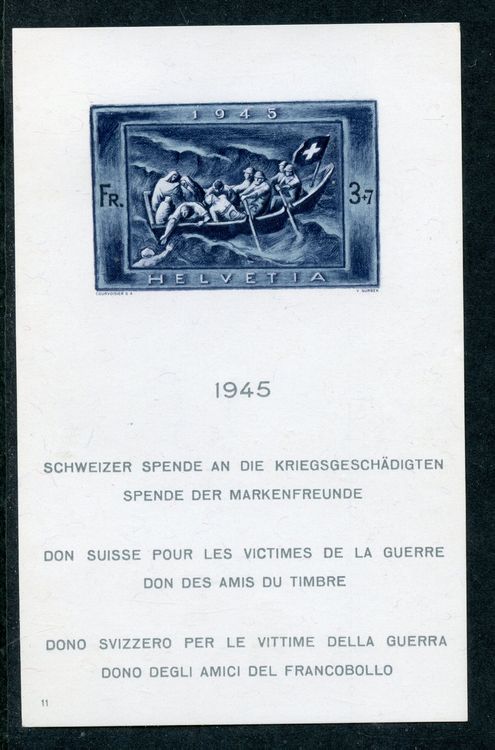 1945
FR.
3+7
HELVETIA
COURVOISIER S.A.
1945
SCHWEIZER SPENDE AN DIE KRIEGSGESCHÄDIGTEN
SPENDE DER MARKENFREUNDE
DON SUISSE POUR LES VICTIMES DE LA GUERRE
DON DES AMIS DU TIMBRE
DONO SVIZZERO PER LE VITTIME DELLA GUERRA
DONO DEGLI AMICI DEL FRANCOBOLLO
11